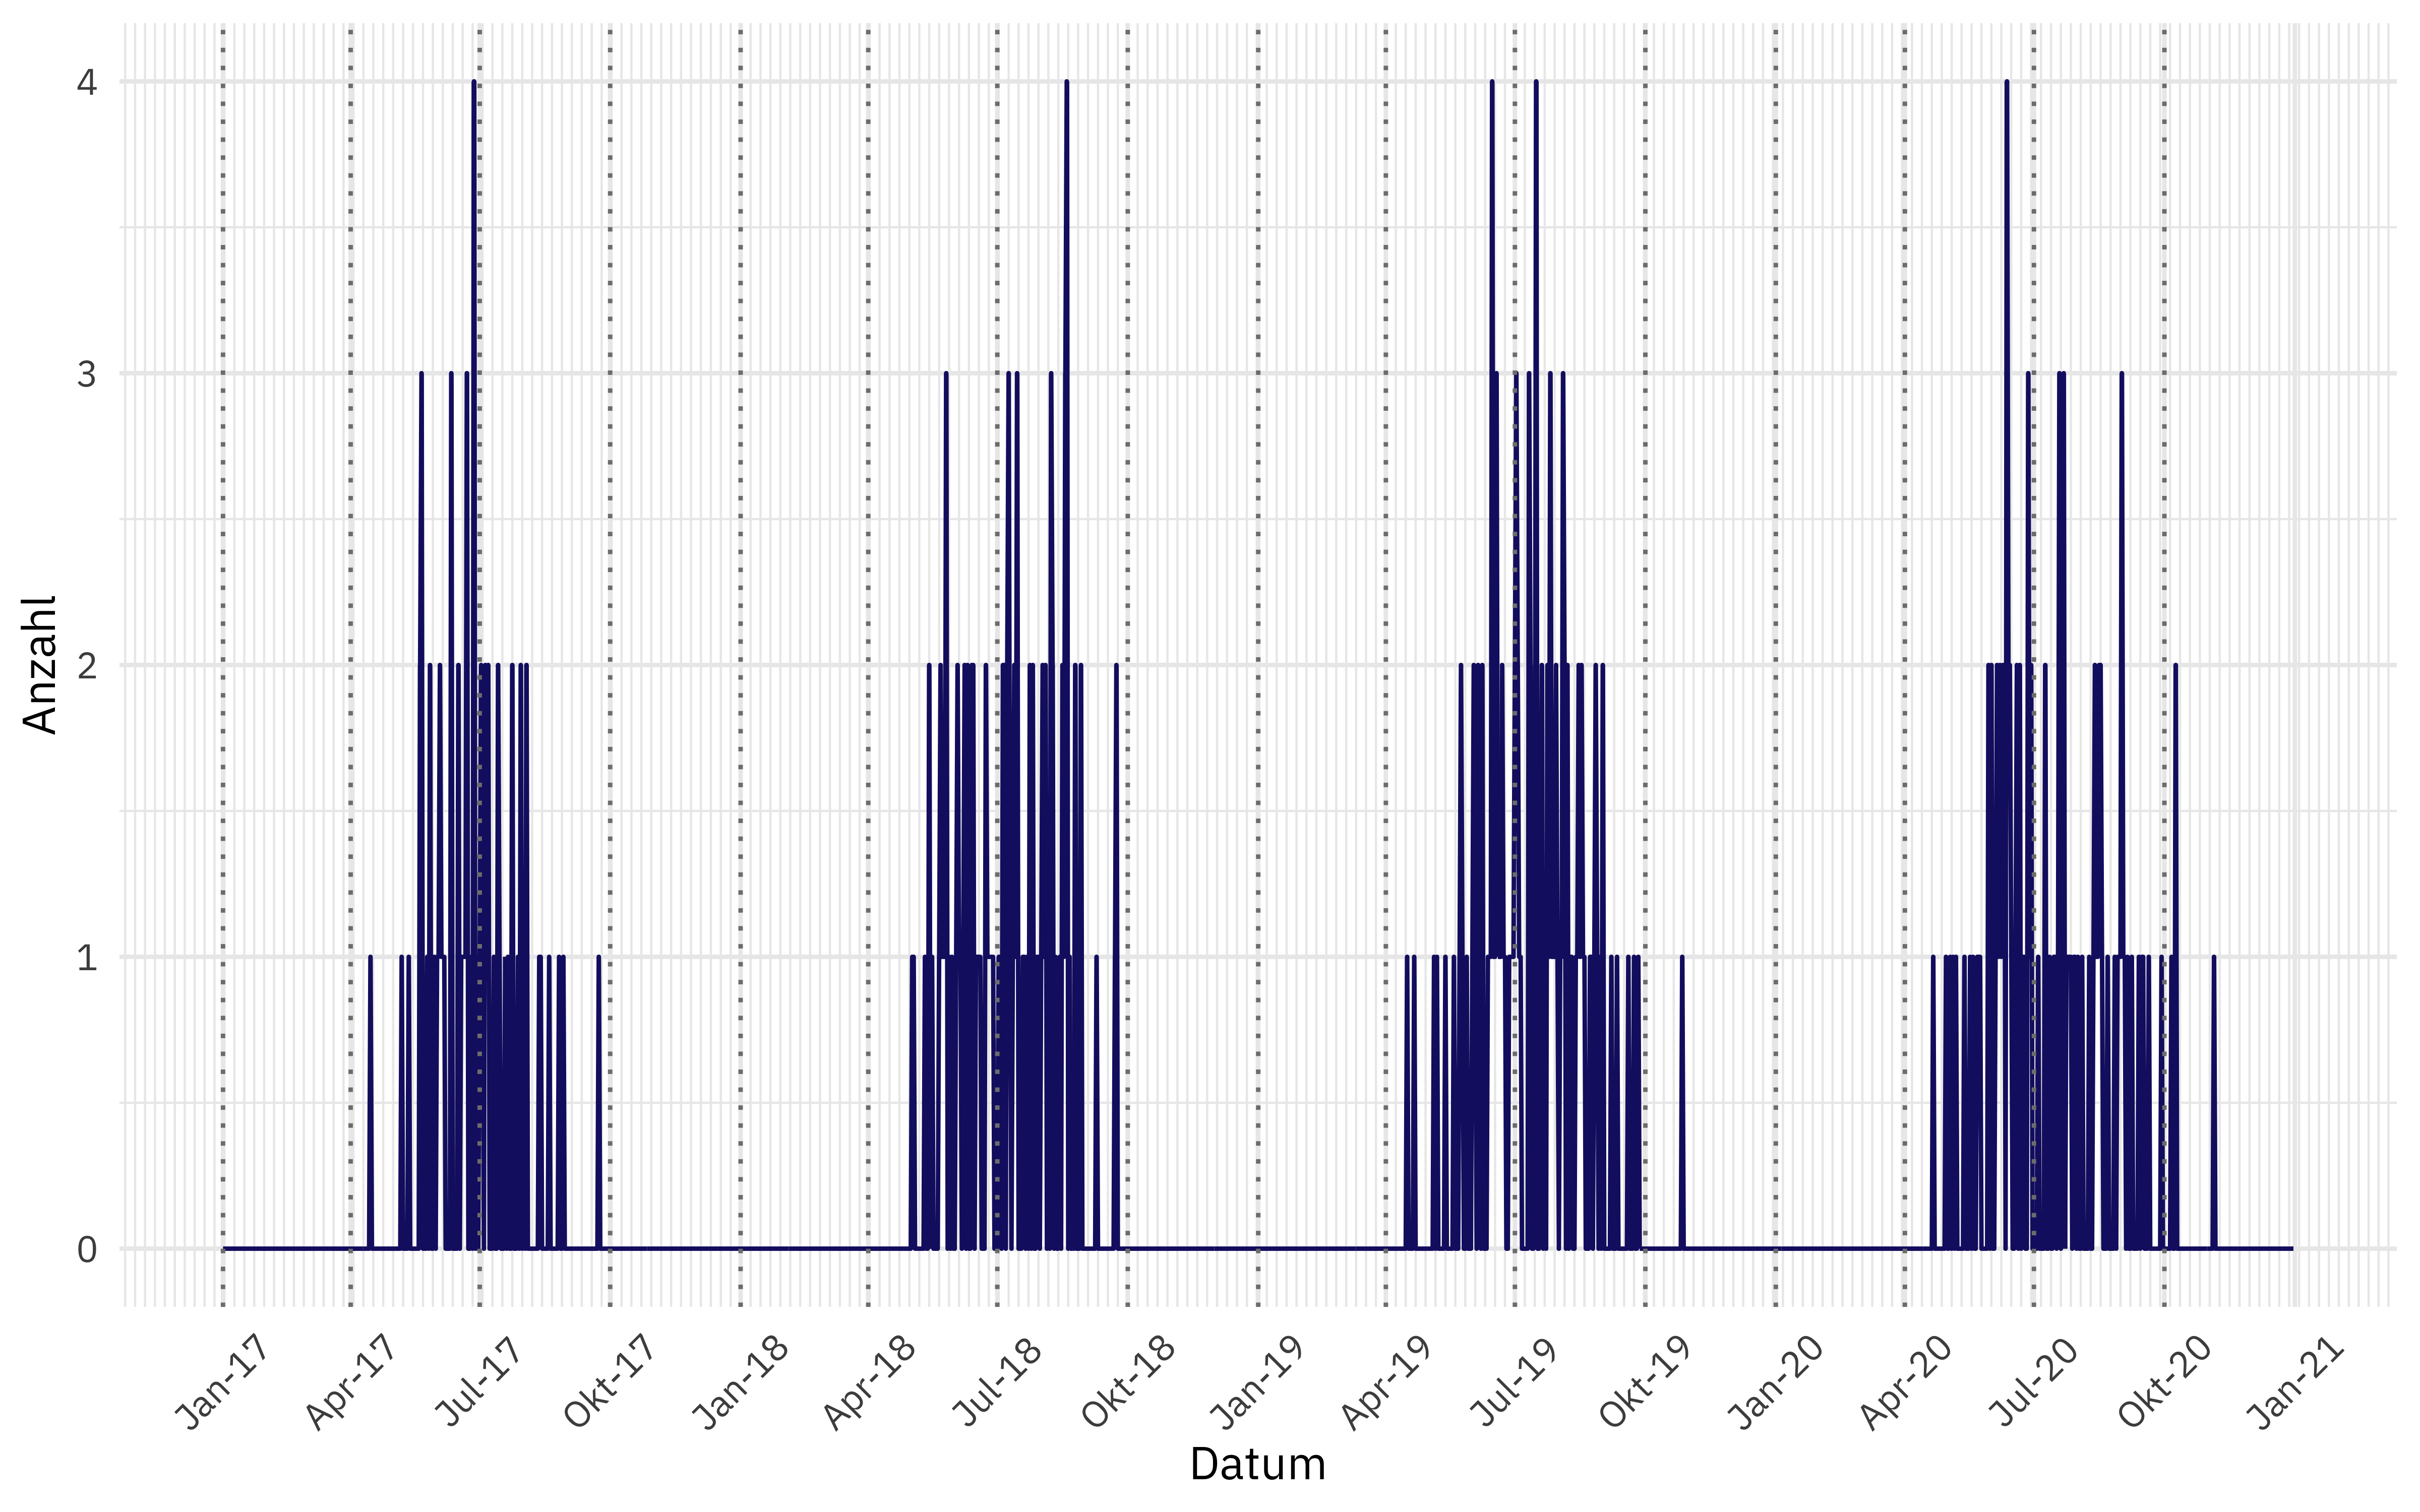 4
3
2
1
0
Anzahl
Jan-17
Apr-17
Jul-17
Okt-17
Jan-18
Apr-18
Jul-18
Okt-18
Jan-19
Apr-19
Jul-19
Okt-19
Jan-20
Apr-20
Jul-20
Okt-20
Jan-21
Datum